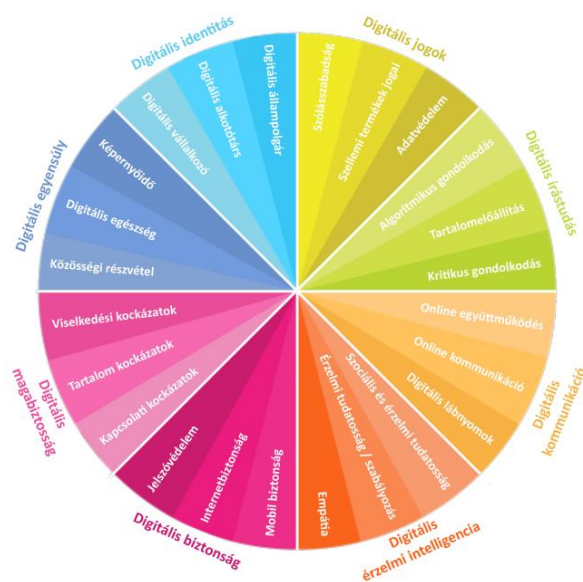 Digitális identitás
Digitális vállalkozó
Digitális alkotótárs
Digitális állampolgár
Digitális jogok
Szólásszabadság
Szellemi termékek jogai
Adatvédelem
Digitális írástudás
Algoritmikus gondolkodás
Tartalomelőállítás
Kritikus gondolkodás
Digitális
kommunikáció
Online együttműködés
Online kommunikáció
Digitális lábnyomok
Digitális
érzelmi intelligencia
Szociális és érzelmi tudatosság
Érzelmi tudatosság / szabályozás
Empátia
Digitális biztonság
Mobil biztonság
Internetbiztonság
Jelszóvédelem
Digitális
magabiztosság
Kapcsolati kockázatok
Tartalom kockázatok
Viselkedési kockázatok
Digitális egyensúly
Közösségi részvétel
Digitális egészség
Képernyőidő